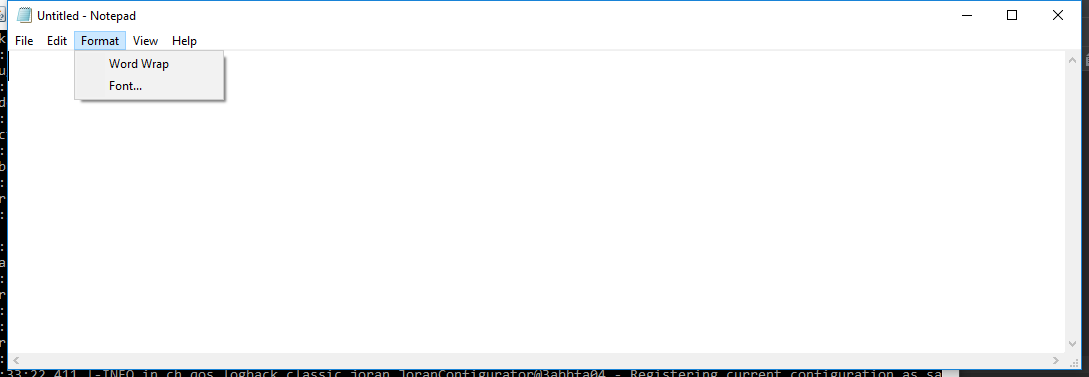 Untitled - Notepad
File Edit Format View Help
Word Wrap
Font...
:33:22,411 |-INFO in ch.qos.logback.classic.joran.JoranConfigurator@3abbfa04 - Registering current configuration as sa